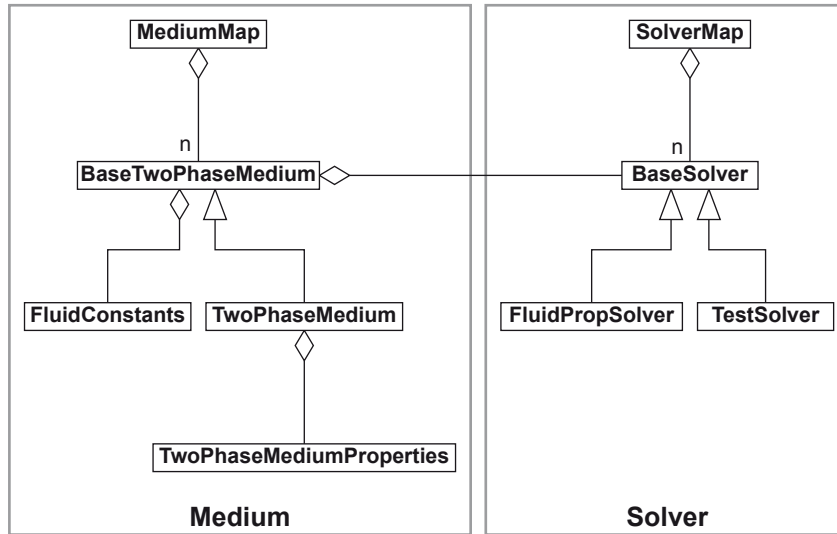 MediumMap
SolverMap
n
n
BaseTwoPhaseMedium
BaseSolver
FluidConstants
TwoPhaseMedium
FluidPropSolver
TestSolver
TwoPhaseMediumProperties
Medium
Solver